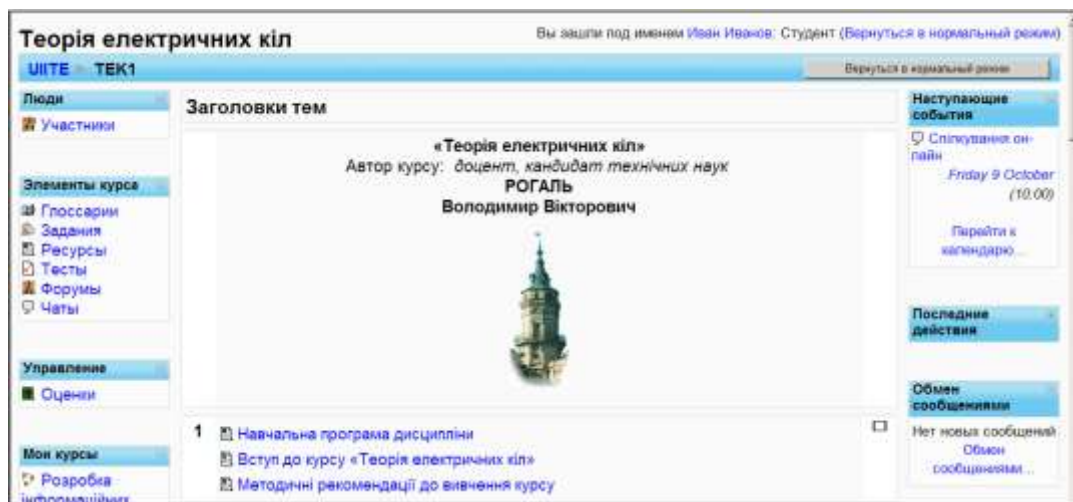 Теорія електричних кіл
Вы зашли под именем Иван Иванов: Студент (Вернуться в нормальный режим)
UIITE ► TEK1
Вернуться в нормальный режим
Люди
Участники
Элементы курса
Глоссарии
Задания
Ресурсы
Тесты
Форумы
Чаты
Управление
Оценки
Мои курсы
Розробка
інформаційних
Заголовки тем
«Теорія електричних кіл»
Автор курсу: доцент, кандидат технічних наук
РОГАЛЬ
Володимир Вікторович
1
Навчальна програма дисципліни
Вступ до курсу «Теорія електричних кіл»
Методичні рекомендації до вивчення курсу
Наступающие
события
Спілкування он-
лайн
Friday 9 October
(10:00)
Перейти к
календарю...
Последние
действия
Обмен
сообщениями
Нет новых сообщений
Обмен
сообщениями...